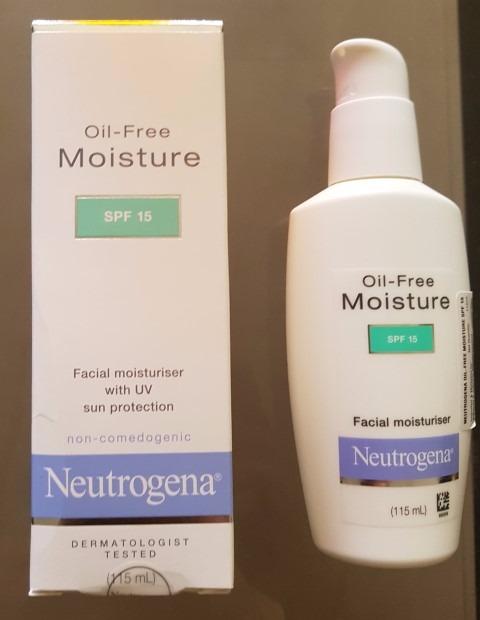 Oil-Free
Moisture
SPF 15
Facial moisturiser
with UV
sun protection
non-comedogenic
Neutrogena®
DERMATOLOGIST
TESTED
(115 mL)
Oil-Free
Moisture
SPF 15
Facial moisturiser
Neutrogena®
(115 mL)
NEUTROGENA OIL-FREE MOISTURE SPF 15